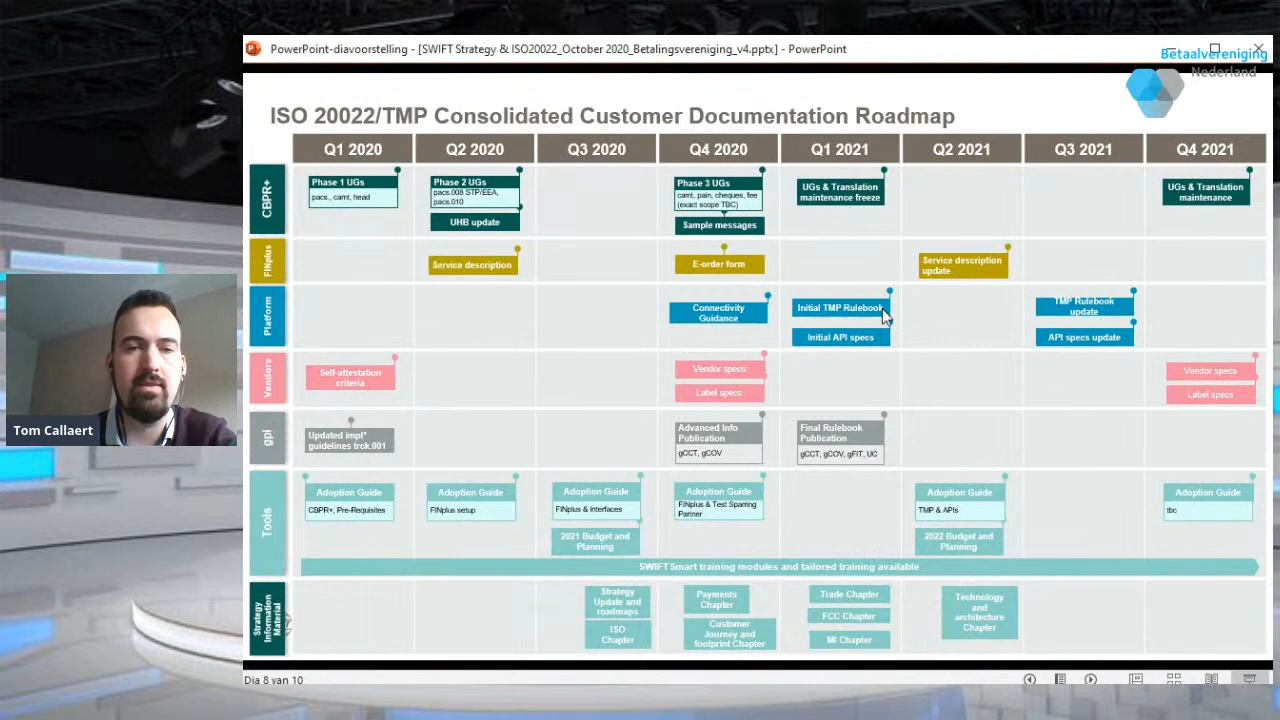 PowerPoint-diavoorstelling - [SWIFT Strategy & ISO20022_October 2020_Betalingsvereniging_v4.pptx] - PowerPoint
Betaalvereniging
Nederland
ISO 20022/TMP Consolidated Customer Documentation Roadmap
Q1 2020
Q2 2020
Q3 2020
Q4 2020
Q1 2021
Q2 2021
Q3 2021
Q4 2021
CBPR+
Phase 1 UGs
pacs., camt, head
Phase 2 UGs
pacs.008 STP/EEA,
pacs.010
UHB update
Phase 3 UGs
camt, pain, cheques, fee
(exact scope TBC)
Sample messages
UGs & Translation
maintenance freeze
UGs & Translation
maintenance
FINplus
Service description
E-order form
Service description
update
Platform
Connectivity
Guidance
Initial TMP Rulebook
Initial API specs
TMP Rulebook
update
API specs update
Vendors
Self-attestation
criteria
Vendor specs
Label specs
Vendor specs
Label specs
gpi
Updated impl°
guidelines trck.001
Advanced Info
Publication
gCCT, gCOV
Final Rulebook
Publication
gCCT, gCOV, gFIT, UC
Tools
Adoption Guide
CBPR+, Pre-Requisites
Adoption Guide
FINplus setup
Adoption Guide
FINplus & Interfaces
2021 Budget and
Planning
Adoption Guide
FINplus & Test Sparring
Partner
Adoption Guide
TMP & APIs
2022 Budget and
Planning
Adoption Guide
tbc
SWIFTSmart training modules and tailored training available
Strategy
Information
Material
Strategy
Update and
roadmaps
ISO
Chapter
Payments
Chapter
Customer
Journey and
footprint Chapter
Trade Chapter
FCC Chapter
MI Chapter
Technology
and
architecture
Chapter
Tom Callaert
Dia 8 van 10